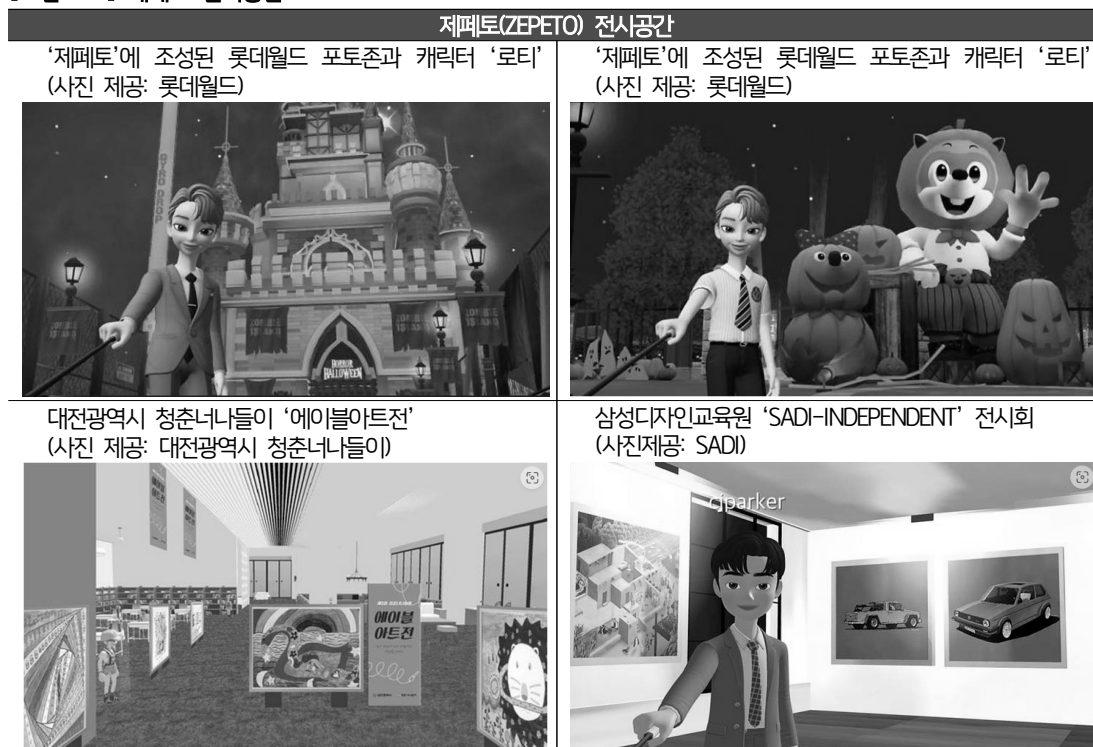 제페토(ZEPETO) 전시공간
‘제페토’에 조성된 롯데월드 포토존과 캐릭터 ‘로티’
(사진 제공: 롯데월드)
‘제페토’에 조성된 롯데월드 포토존과 캐릭터 ‘로티’
(사진 제공: 롯데월드)
GYRO DROP
ZOMBIE
ISLAND
ZOMBIE
ISLAND
HORROR
HALLOWEEN
대전광역시 청춘너나들이 ‘에이블아트전’
(사진 제공: 대전광역시 청춘너나들이)
삼성디자인교육원 ‘SADI-INDEPENDENT’ 전시회
(사진제공: SADI)
에이블
아트전
cjparker